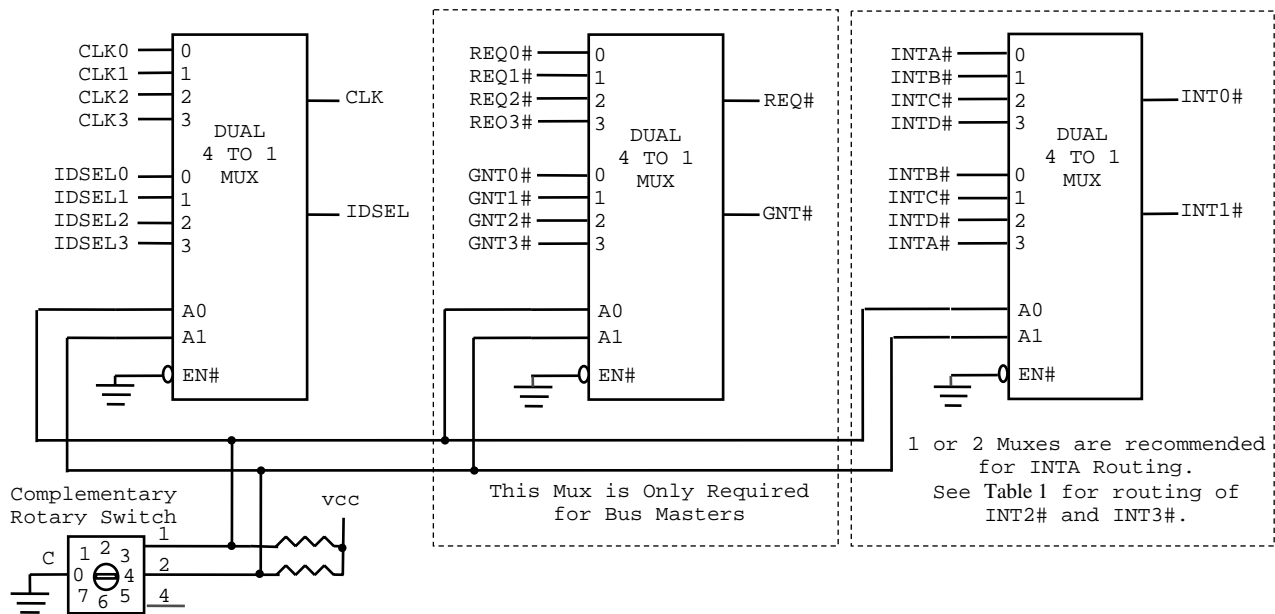 CLK0
CLK1
CLK2
CLK3
0
1
2
3
CLK
DUAL
4 TO 1
MUX
IDSEL0
IDSEL1
IDSEL2
IDSEL3
0
1
2
3
IDSEL
A0
A1
EN#
REQ0#
REQ1#
REQ2#
REO3#
0
1
2
3
REQ#
DUAL
4 TO 1
MUX
GNT0#
GNT1#
GNT2#
GNT3#
0
1
2
3
GNT#
A0
A1
EN#
This Mux is Only Required
for Bus Masters
INTA#
INTB#
INTC#
INTD#
0
1
2
3
INT0#
DUAL
4 TO 1
MUX
INTB#
INTC#
INTD#
INTA#
0
1
2
3
INT1#
A0
A1
EN#
1 or 2 Muxes are recommended
for INTA Routing.
See Table 1 for routing of
INT2# and INT3#.
Complementary
Rotary Switch
vcc
C
0
1
2
3
4
5
6
7
1
2
4